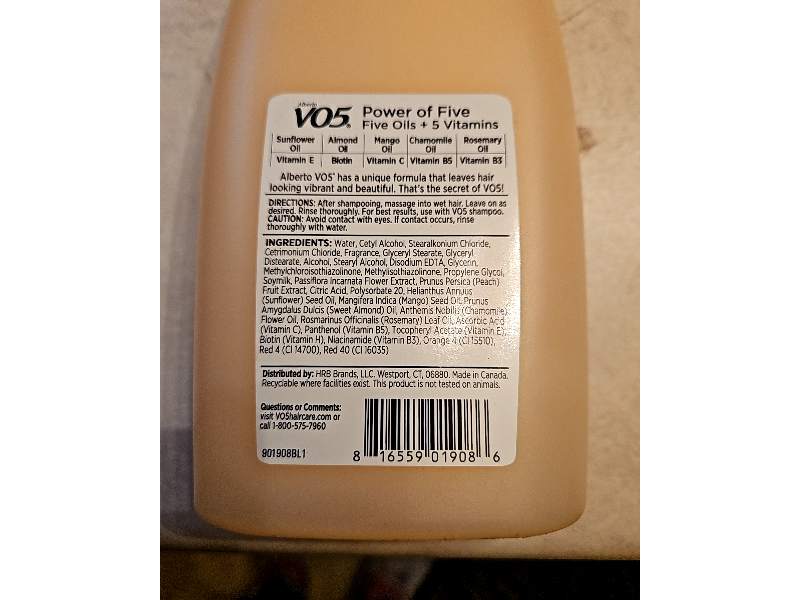 Alberto
VO5®
Power of Five
Five Oils + 5 Vitamins
Sunflower Oil Almond Oil Mango Oil Chamomile Oil Rosemary Oil
Vitamin E Biotin Vitamin C Vitamin B5 Vitamin B3
Alberto VO5® has a unique formula that leaves hair
looking vibrant and beautiful. That's the secret of VO5!
DIRECTIONS: After shampooing, massage into wet hair. Leave on as
desired. Rinse thoroughly. For best results, use with VO5 shampoo.
CAUTION: Avoid contact with eyes. If contact occurs, rinse
thoroughly with water.
INGREDIENTS: Water, Cetyl Alcohol, Stearalkonium Chloride,
Cetrimonium Chloride, Fragrance, Glyceryl Stearate, Glyceryl
Distearate, Alcohol, Stearyl Alcohol, Disodium EDTA, Glycerin,
Methylchloroisothiazolinone, Methylisothiazolinone, Propylene Glycol,
Soymilk, Passiflora Incarnata Flower Extract, Prunus Persica (Peach)
Fruit Extract, Citric Acid, Polysorbate 20, Helianthus Annuus
(Sunflower) Seed Oil, Mangifera Indica (Mango) Seed Oil, Prunus
Amygdalus Dulcis (Sweet Almond) Oil, Anthemis Nobilis (Chamomile)
Flower Oil, Rosmarinus Officinalis (Rosemary) Leaf Oil, Ascorbic Acid
(Vitamin C), Panthenol (Vitamin B5), Tocopheryl Acetate (Vitamin E),
Biotin (Vitamin H), Niacinamide (Vitamin B3), Orange 4 (CI 15510),
Red 4 (CI 14700), Red 40 (CI 16035)
Distributed by: HRB Brands, LLC. Westport, CT, 06880. Made in Canada.
Recyclable where facilities exist. This product is not tested on animals.
Questions or Comments:
visit VO5haircare.com or
call 1-800-575-7960
901908BL1
8 16559 01908 6